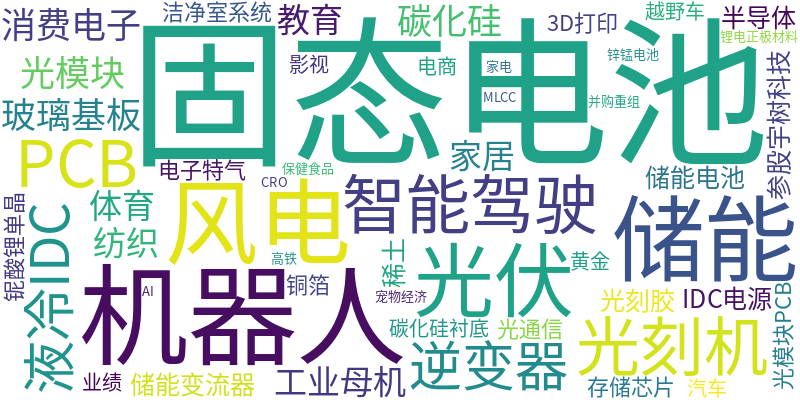 消费电子
洁净室系统
教育
碳化硅
3D打印
越野车
半导体
锂电正极材料
光模块
固态电池
影视
电商
家电
锌锰电池
MLCC
并购重组
玻璃基板
参股宇树科技
PCB
电子特气
保健食品
CRO
家居
储能电池
风电
智能驾驶
储能
体育
纺织
铌酸锂单晶
液冷IDC
机器人
高铁
AI
铜箔
稀土
宠物经济
光伏
黄金
光刻胶
IDC电源
碳化硅衬底
光通信
光刻机
光模块PCB
业绩
储能变流器
工业母机
逆变器
存储芯片
汽车